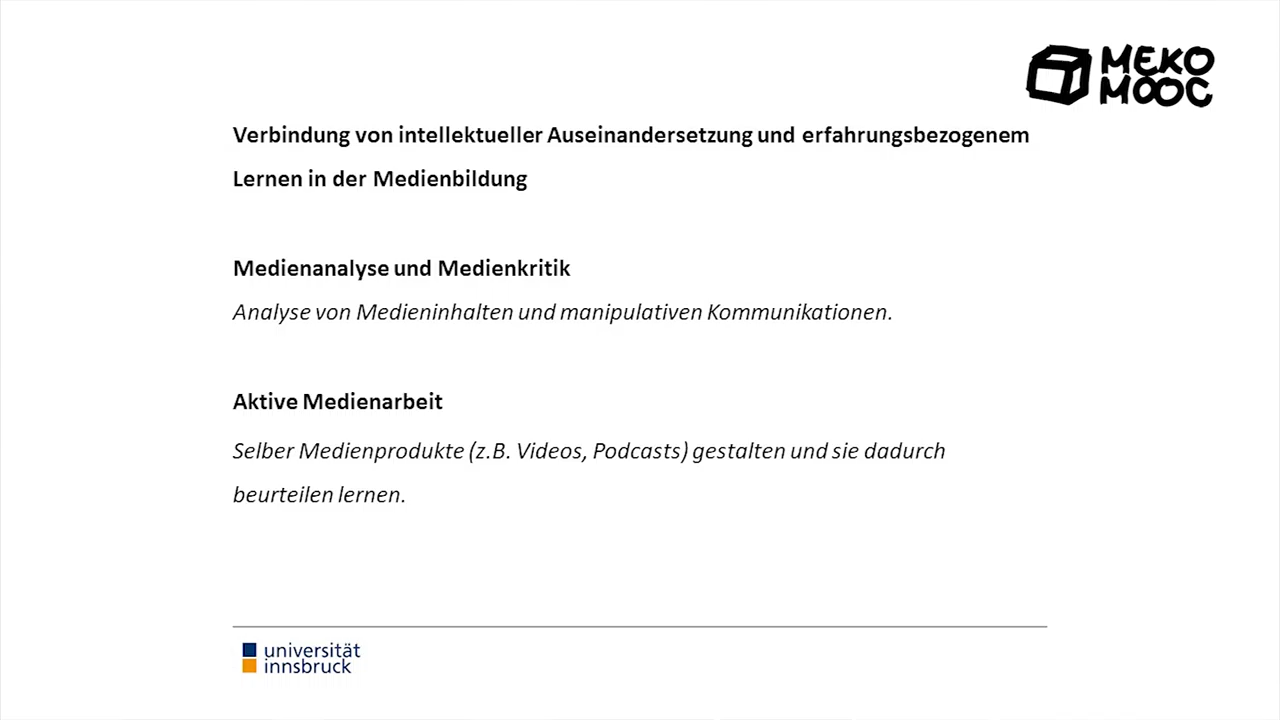 MEKO
MOOC
Verbindung von intellektueller Auseinandersetzung und erfahrungsbezogenem
Lernen in der Medienbildung
Medienanalyse und Medienkritik
Analyse von Medieninhalten und manipulativen Kommunikationen.
Aktive Medienarbeit
Selber Medienprodukte (z.B. Videos, Podcasts) gestalten und sie dadurch
beurteilen lernen.
universität
innsbruck